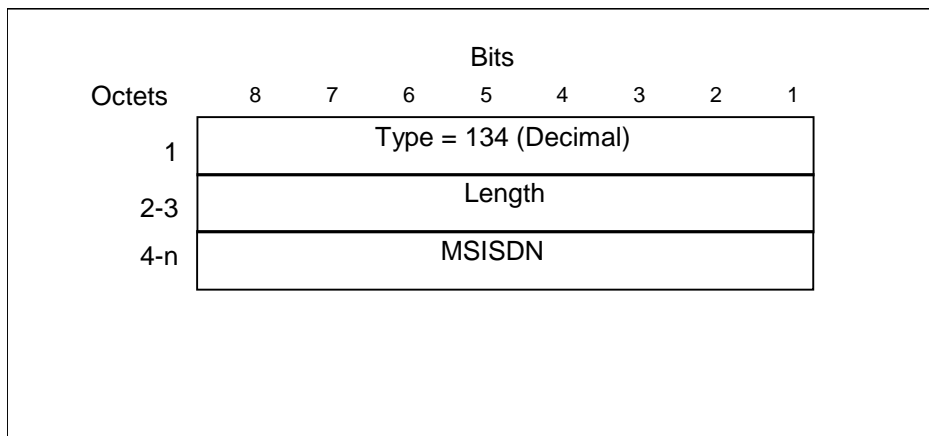 Bits
Octets 8 7 6 5 4 3 2 1
1 Type = 134 (Decimal)
2-3 Length
4-n MSISDN